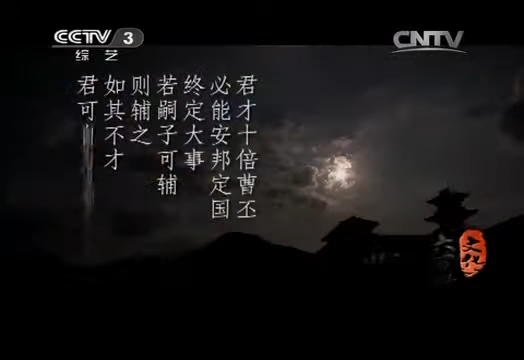 CCTV 3
综艺
CNTV
君才十倍曹丕
必能安邦定国
终定大事
若嗣子可辅
则辅之
如其不才
君可